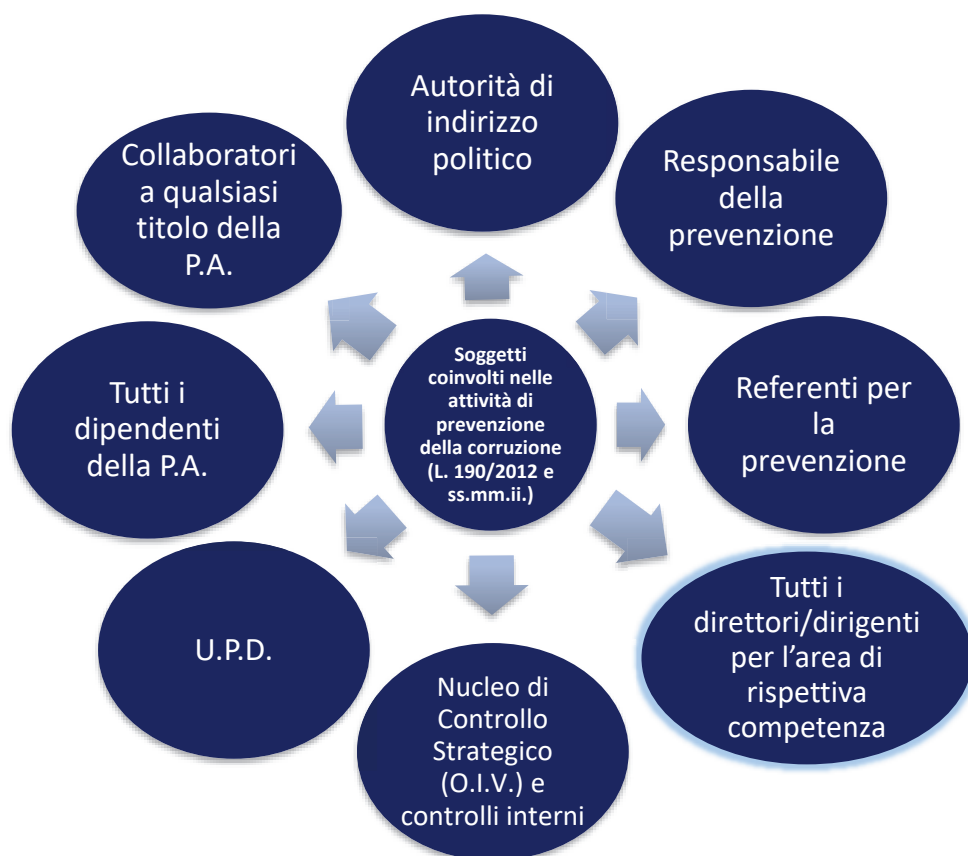 Autorità di
indirizzo
politico
Responsabile
della
prevenzione
Referenti per
la
prevenzione
Tutti i
direttori/dirigenti
per l'area di
rispettiva
competenza
Nucleo di
Controllo
Strategico
(O.I.V.) e
controlli interni
U.P.D.
Tutti i
dipendenti
della P.A.
Collaboratori
a qualsiasi
titolo della
P.A.
Soggetti
coinvolti nelle
attività di
prevenzione
della corruzione
(L. 190/2012 e
ss.mm.ii.)